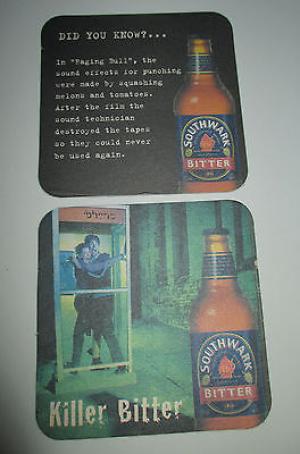 DID YOU KNOW?...
In "Raging Bull", the
sound effects for punching
were made by squashing
melons and tomatoes.
After the film the
sound technician
destroyed the tapes
so they could never
be used again.
SOUTHWARK
BITTER
SOUTHWARK
BITTER
Killer Bitter